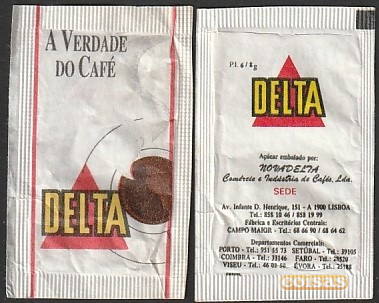 A VERDADE
DO CAFÉ
DELTA
P.I. 6/8g
DELTA
Açúcar embalado por:
NOVADELTA
Comércio e Indústria de Cafés, Lda.
SEDE
Av. Infante D. Henrique, 151 - A 1900 LISBOA
Tel.: 858 10 46 / 858 19 99
Fábrica e Escritórios Centrais:
CAMPO MAIOR - Tel.: 68 66 90 / 68 64 62
Departamentos Comerciais:
PORTO - Tel.: 951 55 73 SETÚBAL - Tel.: 39105
COIMBRA - Tel.: 33146 FARO - Tel.:
VISEU - Tel.: ÉVORA - Tel.:
coisas